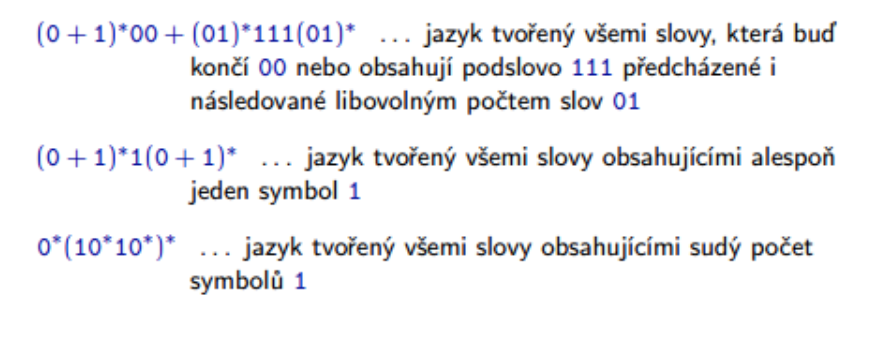 (0 + 1)*00 + (01)*111(01)* ... jazyk tvořený všemi slovy, která buď
končí 00 nebo obsahují podslovo 111 předcházené i
následované libovolným počtem slov 01
(0 + 1)*1(0 + 1)* ... jazyk tvořený všemi slovy obsahujícími alespoň
jeden symbol 1
0*(10*10*)* ... jazyk tvořený všemi slovy obsahujícími sudý počet
symbolů 1